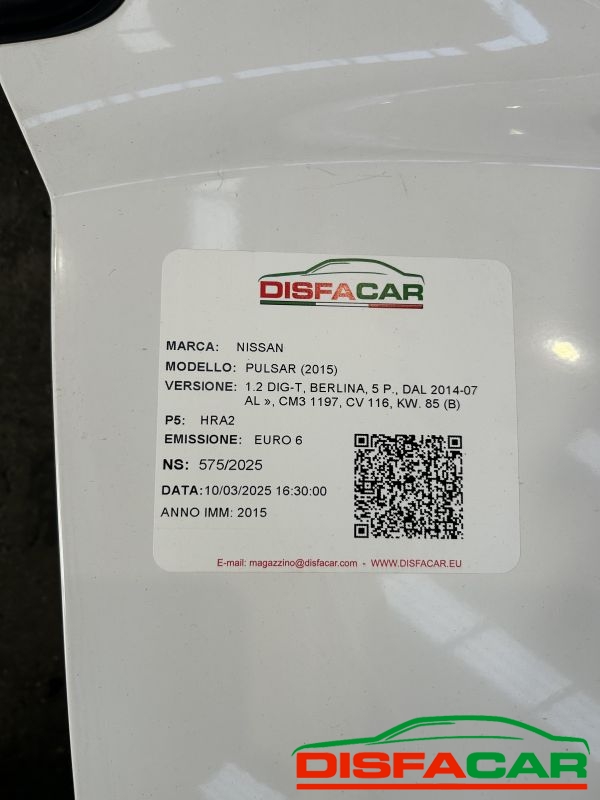 DISFACAR
MARCA: NISSAN
MODELLO: PULSAR (2015)
VERSIONE: 1.2 DIG-T, BERLINA, 5 P., DAL 2014-07
AL », CM3 1197, CV 116, KW. 85 (B)
P5: HRA2
EMISSIONE: EURO 6
NS: 575/2025
DATA:10/03/2025 16:30:00
ANNO IMM: 2015
E-mail: magazzino@disfacar.com - WWW.DISFACAR.EU
DISFACAR